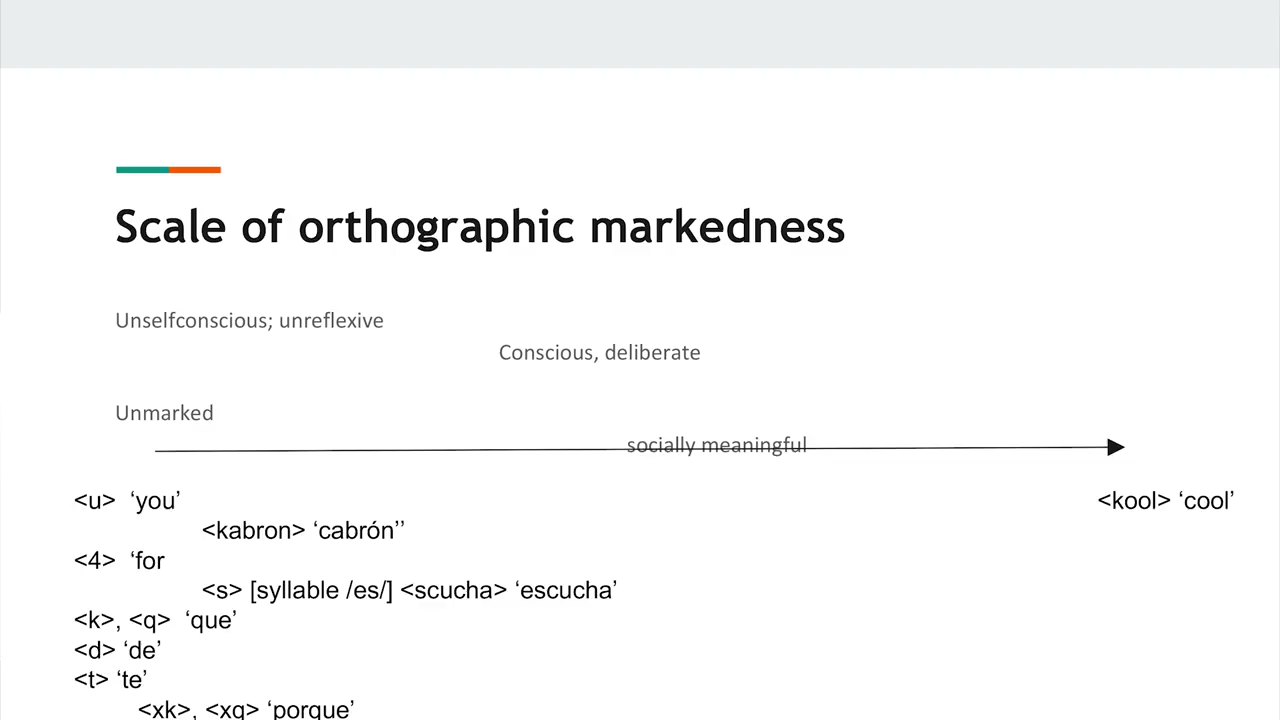 Scale of orthographic markedness
Unselfconscious; unreflexive
Conscious, deliberate
Unmarked
socially meaningful
<u> ‘you’ <kool> ‘cool’
<kabron> ‘cabrón’’
<4> ‘for
<s> [syllable /es/] <scucha> ‘escucha’
<k>, <q> ‘que’
<d> ‘de’
<t> ‘te’
<xk>, <xq> ‘porque’